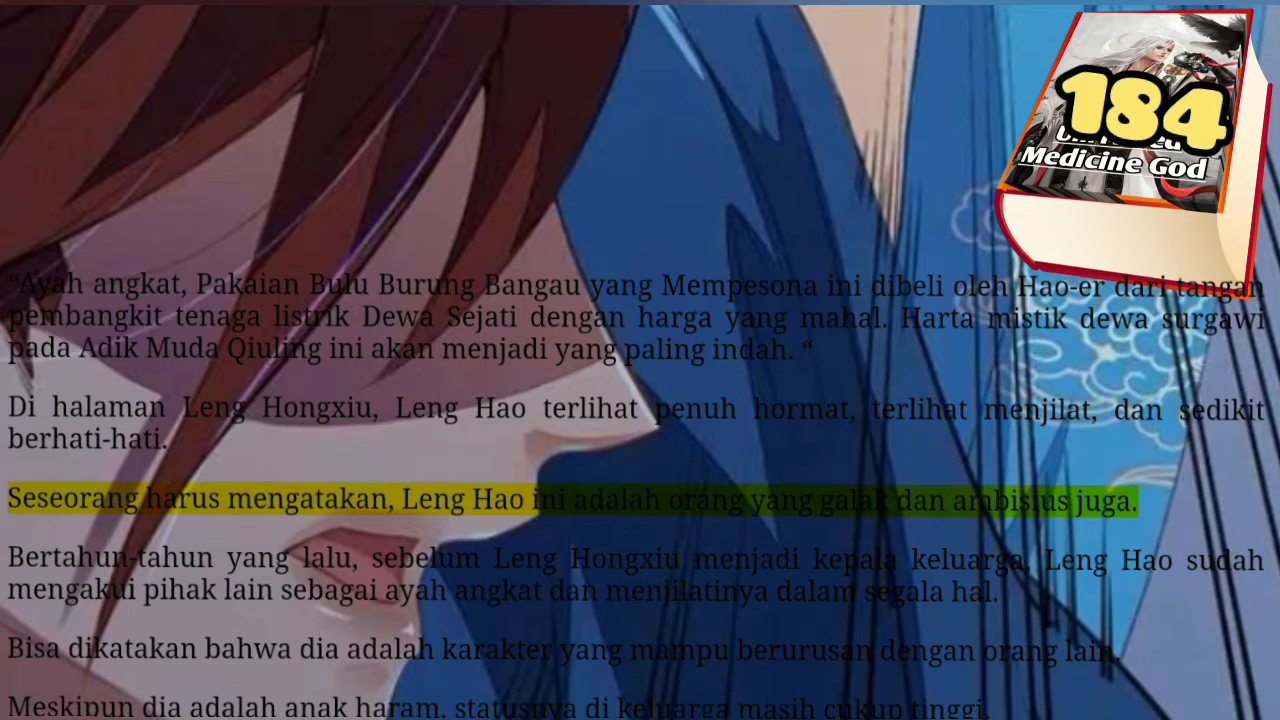 184
Medicine God
“Ayah angkat, Pakaian Bulu Burung Bangau yang Mempesona ini dibeli oleh Hao-er dari tangan
pembangkit tenaga listrik Dewa Sejati dengan harga yang mahal. Harta mistik dewa surgawi
pada Adik Muda Qiuling ini akan menjadi yang paling indah. “
Di halaman Leng Hongxiu, Leng Hao terlihat penuh hormat, terlihat menjilat, dan sedikit
berhati-hati.
Seseorang harus mengatakan, Leng Hao ini adalah orang yang galak dan ambisius juga.
Bertahun-tahun yang lalu, sebelum Leng Hongxiu menjadi kepala keluarga, Leng Hao sudah
mengakui pihak lain sebagai ayah angkat dan menjilatinya dalam segala hal.
Bisa dikatakan bahwa dia adalah karakter yang mampu berurusan dengan orang lain.
Meskipun dia adalah anak haram, statusnya di keluarga masih cukup tinggi.